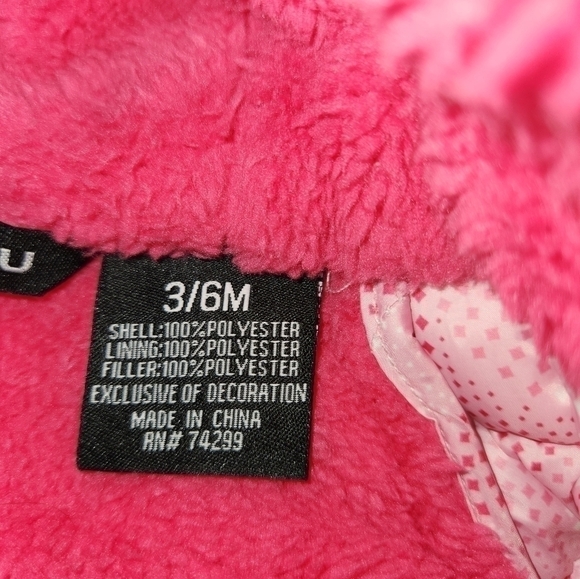 U
3/6M
SHELL:100%POLYESTER
LINING:100%POLYESTER
FILLER:100%POLYESTER
EXCLUSIVE OF DECORATION
MADE IN CHINA
RN# 74299